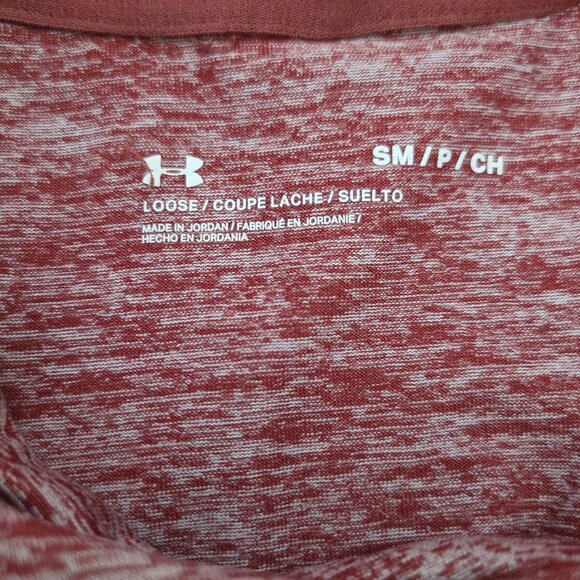 SM / P / CH
LOOSE / COUPE LACHE / SUELTO
MADE IN JORDAN / FABRIQUÉ EN JORDANIE /
HECHO EN JORDANIA